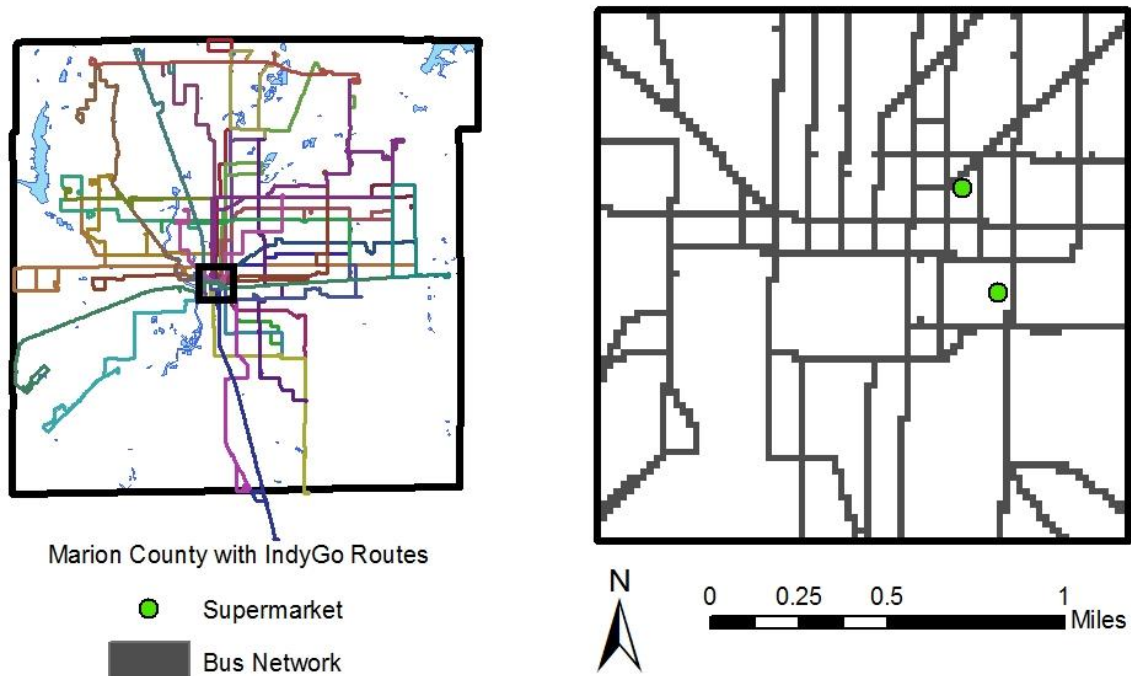 Marion County with IndyGo Routes
Supermarket
Bus Network
N
0 0.25 0.5 1
Miles